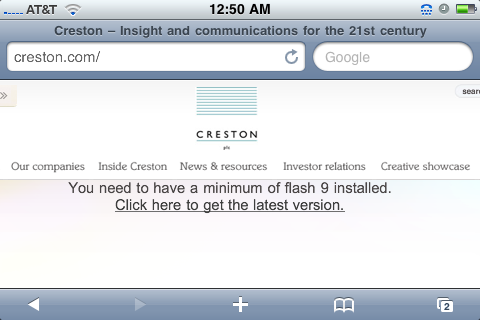 AT&T 12:50 AM
Creston – Insight and communications for the 21st century
creston.com/ Google
sear
CRESTON
plc
Our companies Inside Creston News & resources Investor relations Creative showcase
You need to have a minimum of flash 9 installed.
Click here to get the latest version.
2